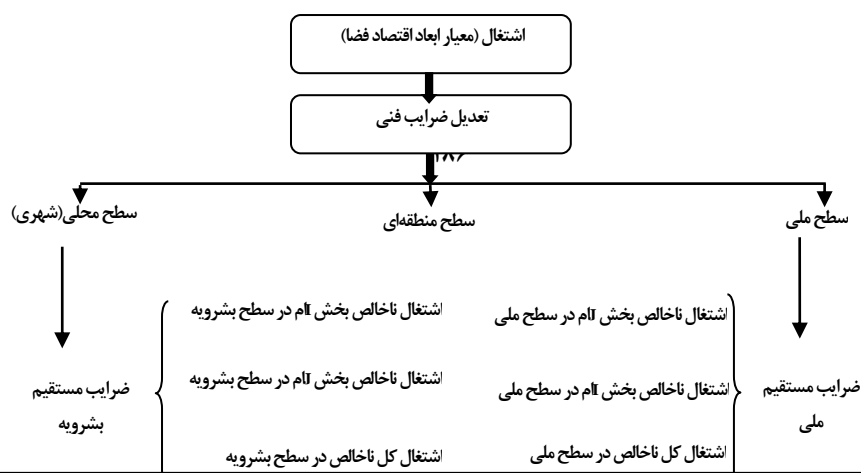 اشتغال (معیار ابعاد اقتصاد فضا)
تعدیل ضرایب فنی
سطح ملی
سطح منطقه‌ای
سطح محلی(شهری)
اشتغال ناخالص بخش iام در سطح ملی
اشتغال ناخالص بخش iام در سطح بشرویه
ضرایب مستقیم
ملی
اشتغال ناخالص بخش iام در سطح ملی
اشتغال ناخالص بخش iام در سطح بشرویه
ضرایب مستقیم
بشرویه
اشتغال کل ناخالص در سطح ملی
اشتغال کل ناخالص در سطح بشرویه